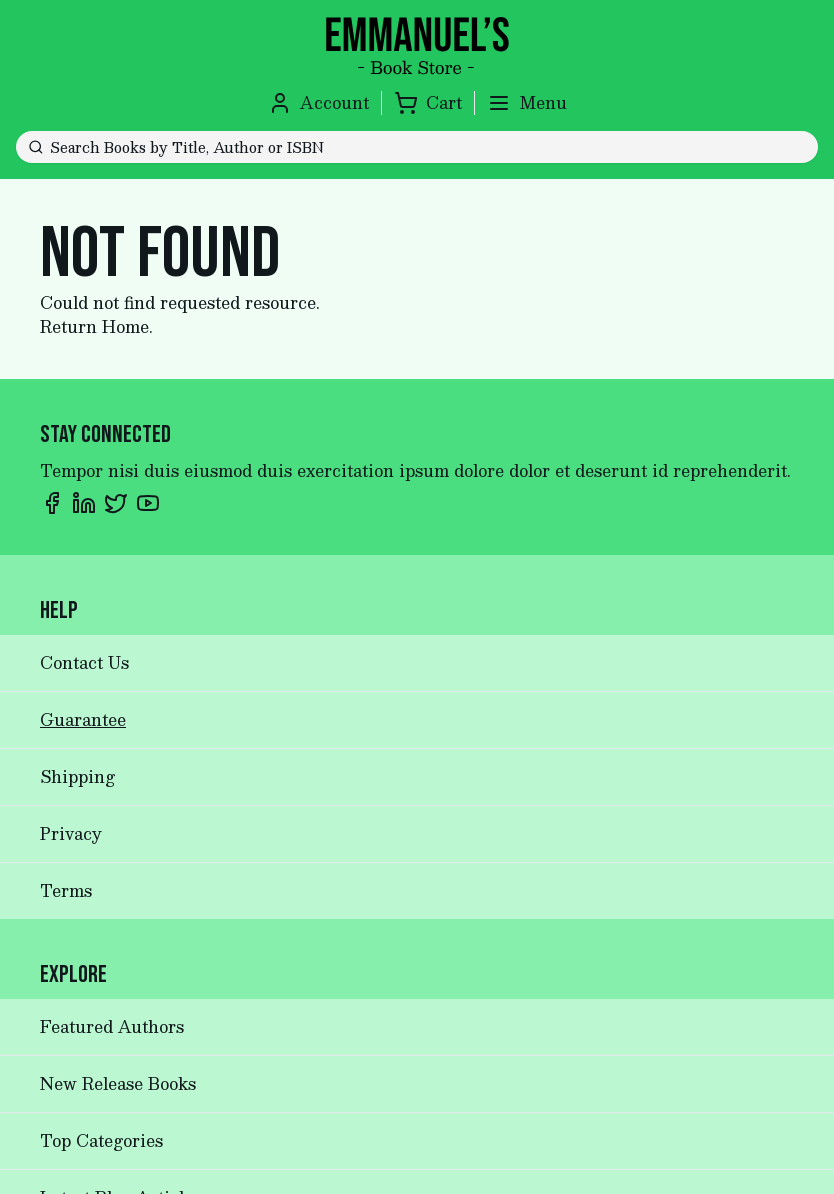 EMMANUEL’S
- Book Store -
Account
Cart
Menu
Search Books by Title, Author or ISBN
NOT FOUND
Could not find requested resource.
Return Home.
STAY CONNECTED
Tempor nisi duis eiusmod duis exercitation ipsum dolore dolor et deserunt id reprehenderit.
HELP
Contact Us
Guarantee
Shipping
Privacy
Terms
EXPLORE
Featured Authors
New Release Books
Top Categories